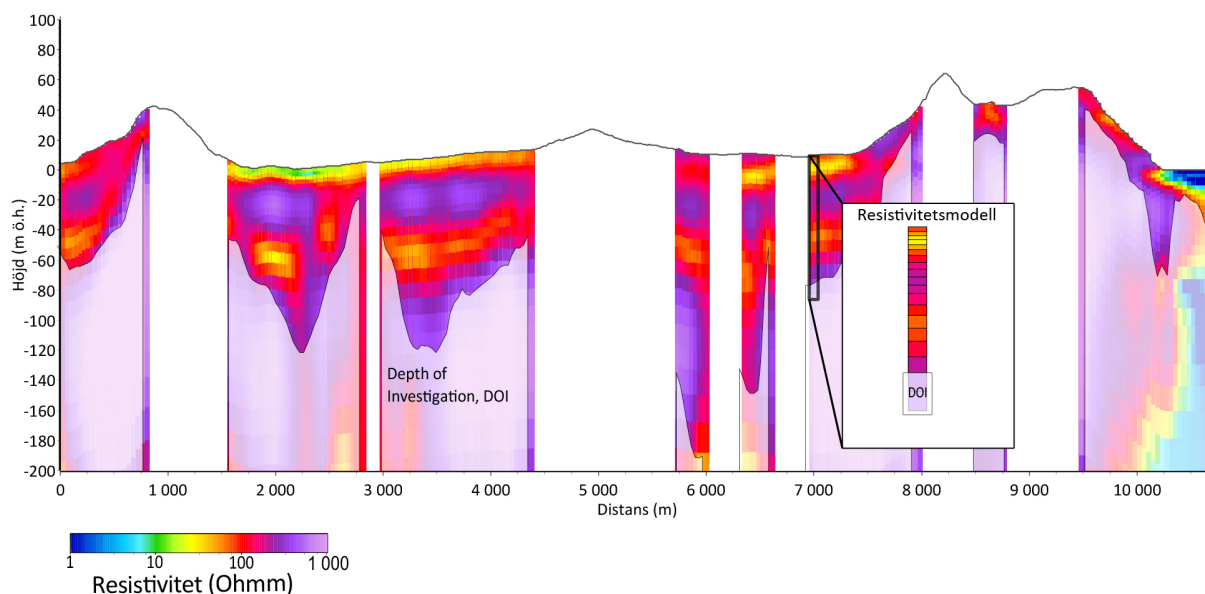 100
80
60
40
20
0
-20
-40
-60
-80
-100
-120
-140
-160
-180
-200
Höjd (m ö.h.)
Depth of
Investigation, DOI
Resistivitetsmodell
DOI
0 1 000 2 000 3 000 4 000 5 000 6 000 7 000 8 000 9 000 10 000
Distans (m)
1 10 100 1 000
Resistivitet (Ohmm)